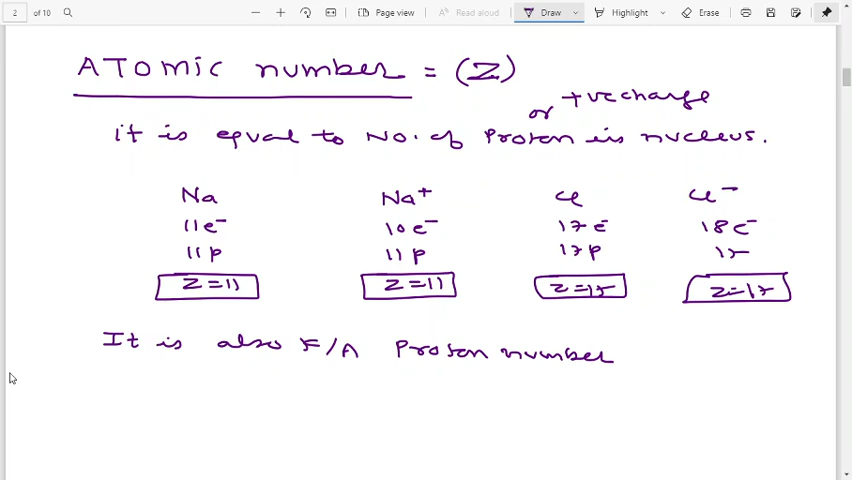 2 of 10 Page view Read aloud Draw Highlight Erase
ATomic number = (Z)
or +ve charge
it is equal to No. of Proton in nucleus.
Na Na⁺ Cl Cl⁻
11e⁻ 10e⁻ 17e⁻ 18e⁻
11p 11p 17p 17
Z=11 Z=11 Z=17 Z=17
It is also K/A Proton number